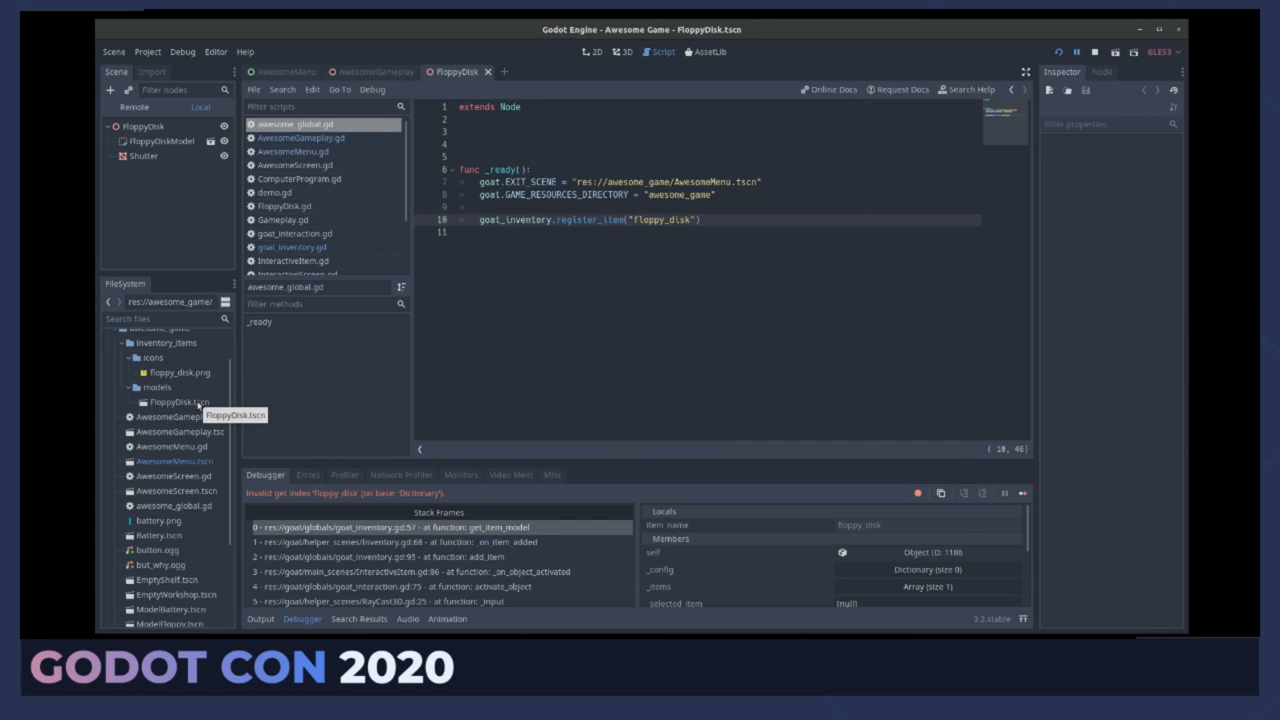 Godot Engine - Awesome Game - FloppyDisk.tscn
Scene Project Debug Editor Help
2D 3D Script AssetLib
GLES3
Scene Import
AwesomeMenu AwesomeGameplay FloppyDisk
Inspector Node
Filter nodes
File Search Edit Go To Debug
Online Docs Request Docs Search Help
Remote Local
Filter scripts
Filter properties
FloppyDisk
FloppyDiskModel
Shutter
awesome_global.gd
AwesomeGameplay.gd
AwesomeMenu.gd
AwesomeScreen.gd
ComputerProgram.gd
demo.gd
FloppyDisk.gd
Gameplay.gd
goat_interaction.gd
goat_inventory.gd
InteractiveItem.gd
InteractiveScreen.gd
awesome_global.gd
Filter methods
_ready
1 extends Node
2
3
4
5
6 func _ready():
7 goat.EXIT_SCENE = "res://awesome_game/AwesomeMenu.tscn"
8 goat.GAME_RESOURCES_DIRECTORY = "awesome_game"
9
10 goat_inventory.register_item("floppy_disk")
11
( 10, 46)
FileSystem
res://awesome_game/
Search files
awesome_game
inventory_items
icons
floppy_disk.png
models
FloppyDisk.tscn
FloppyDisk.tscn
AwesomeGamepl
AwesomeGameplay.tsc
AwesomeMenu.gd
AwesomeMenu.tscn
AwesomeScreen.gd
AwesomeScreen.tscn
awesome_global.gd
battery.png
Battery.tscn
button.ogg
but_why.ogg
EmptyShelf.tscn
EmptyWorkshop.tscn
ModelBattery.tscn
ModelFloppy.tscn
Debugger Errors Profiler Network Profiler Monitors Video Mem Misc
Invalid get index 'floppy_disk' (on base: 'Dictionary').
Stack Frames
0 - res://goat/globals/goat_inventory.gd:57 - at function: get_item_model
1 - res://goat/helper_scenes/Inventory.gd:68 - at function: _on_item_added
2 - res://goat/globals/goat_inventory.gd:95 - at function: add_item
3 - res://goat/main_scenes/InteractiveItem.gd:86 - at function: _on_object_activated
4 - res://goat/globals/goat_interaction.gd:75 - at function: activate_object
5 - res://goat/helper_scenes/RayCast3D.gd:25 - at function: _input
Locals
item_name floppy_disk
Members
self Object ID: 1186
_config Dictionary (size 0)
_items Array (size 1)
_selected_item [null]
Output Debugger Search Results Audio Animation
3.2.stable
GODOT CON 2020